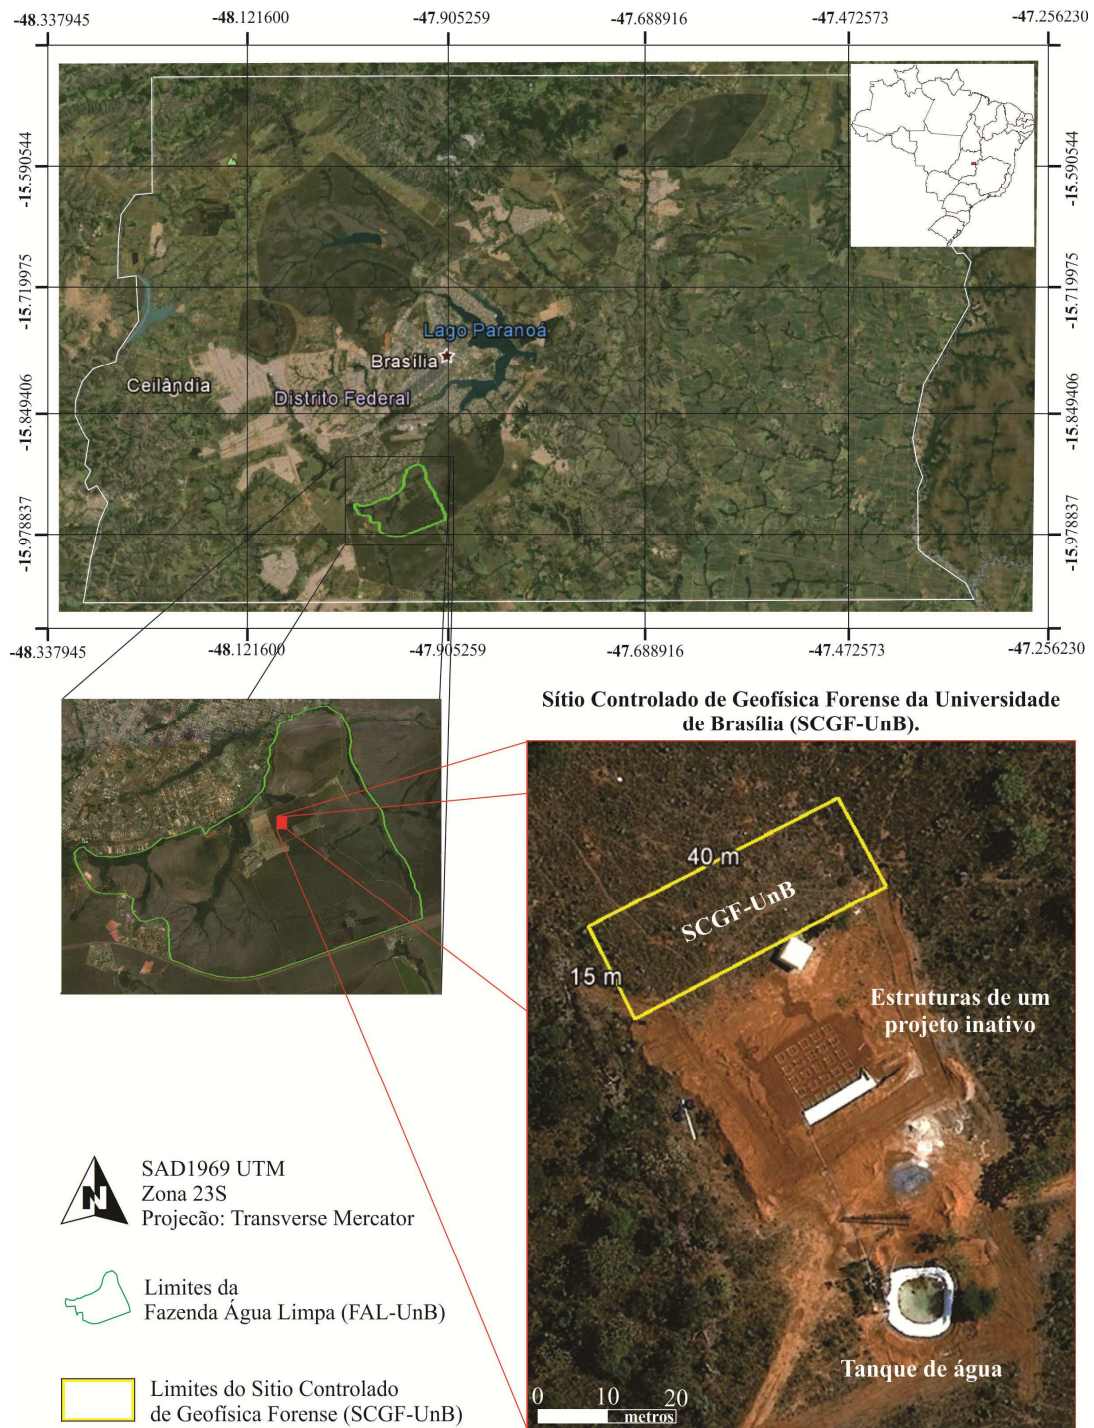 -48.337945 -48.121600 -47.905259 -47.688916 -47.472573 -47.256230
-15.590544 -15.590544
-15.719975 -15.719975
Lago Paranoá
Brasília
Ceilândia
Distrito Federal
-15.849406 -15.849406
-15.978837 -15.978837
-48.337945 -48.121600 -47.905259 -47.688916 -47.472573 -47.256230
Sítio Controlado de Geofísica Forense da Universidade
de Brasília (SCGF-UnB).
40 m
SCGF-UnB
15 m
Estruturas de um
projeto inativo
Tanque de água
0 10 20
metros
N
SAD1969 UTM
Zona 23S
Projecão: Transverse Mercator
Limites da
Fazenda Água Limpa (FAL-UnB)
Limites do Sitio Controlado
de Geofísica Forense (SCGF-UnB)